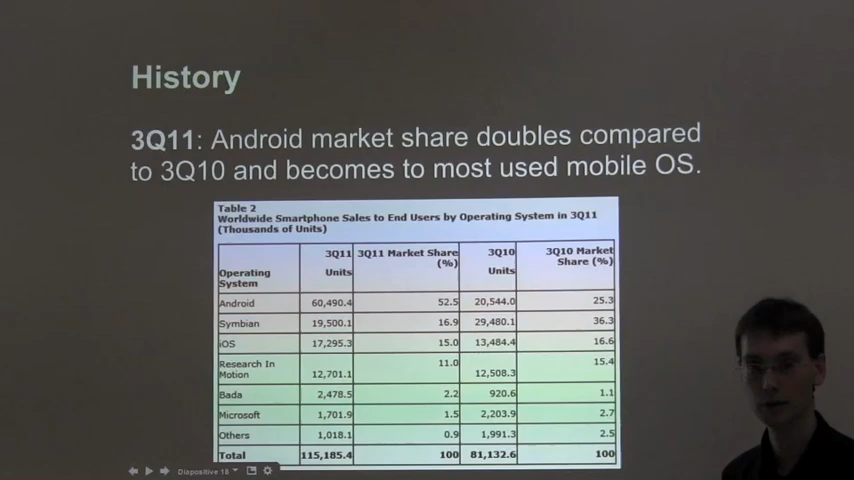 History
3Q11: Android market share doubles compared
to 3Q10 and becomes to most used mobile OS.
Table 2
Worldwide Smartphone Sales to End Users by Operating System in 3Q11
(Thousands of Units)
Operating System 3Q11 Units 3Q11 Market Share (%) 3Q10 Units 3Q10 Market Share (%)
Android 60,490.4 52.5 20,544.0 25.3
Symbian 19,500.1 16.9 29,480.1 36.3
iOS 17,295.3 15.0 13,484.4 16.6
Research In Motion 12,701.1 11.0 12,508.3 15.4
Bada 2,478.5 2.2 920.6 1.1
Microsoft 1,701.9 1.5 2,203.9 2.7
Others 1,018.1 0.9 1,991.3 2.5
Total 115,185.4 100 81,132.6 100
Diapositive:18